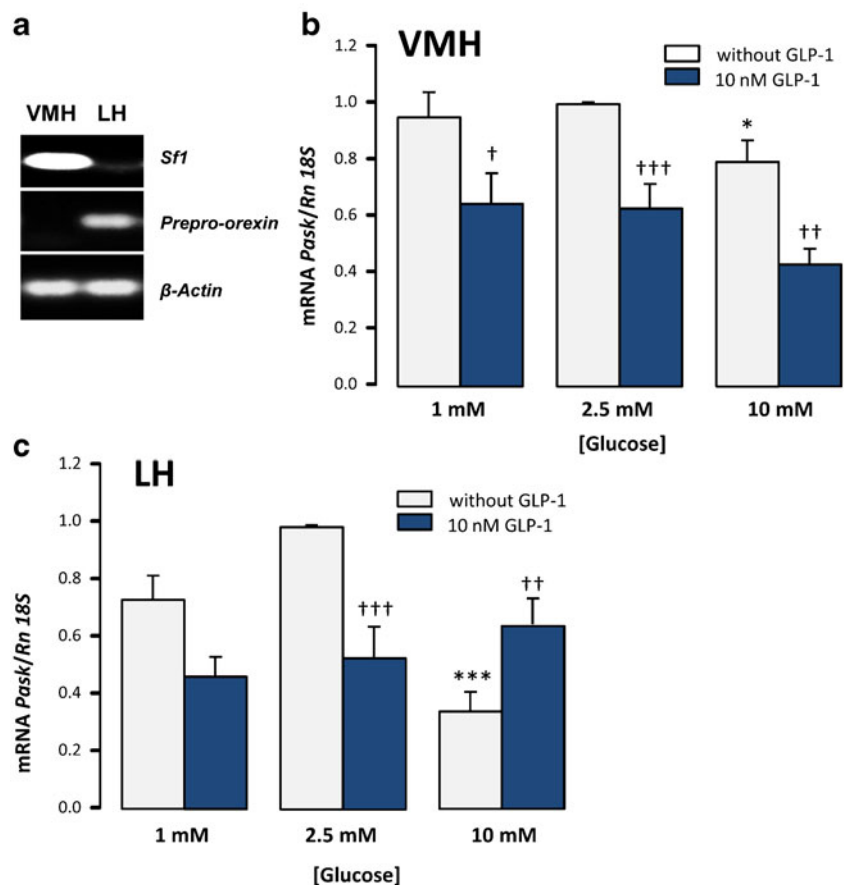 a
VMH LH
Sf1
Prepro-orexin
β-Actin
b
VMH
without GLP-1
10 nM GLP-1
mRNA Pask/Rn 18S
1.2
1.0
0.8
0.6
0.4
0.2
0.0
†
†††
*
††
1 mM 2.5 mM 10 mM
[Glucose]
c
LH
without GLP-1
10 nM GLP-1
mRNA Pask/Rn 18S
1.2
1.0
0.8
0.6
0.4
0.2
0.0
†††
***
††
1 mM 2.5 mM 10 mM
[Glucose]